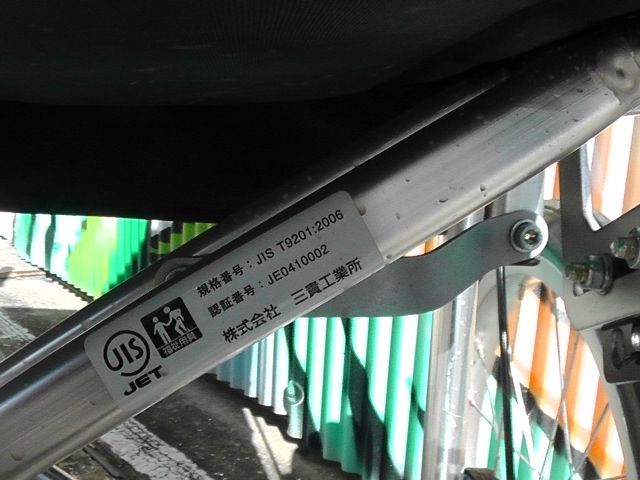 規格番号：JIS T9201:2006
認証番号：JE0410002
株式会社 三貴工業所
JIS
JET
福祉用具